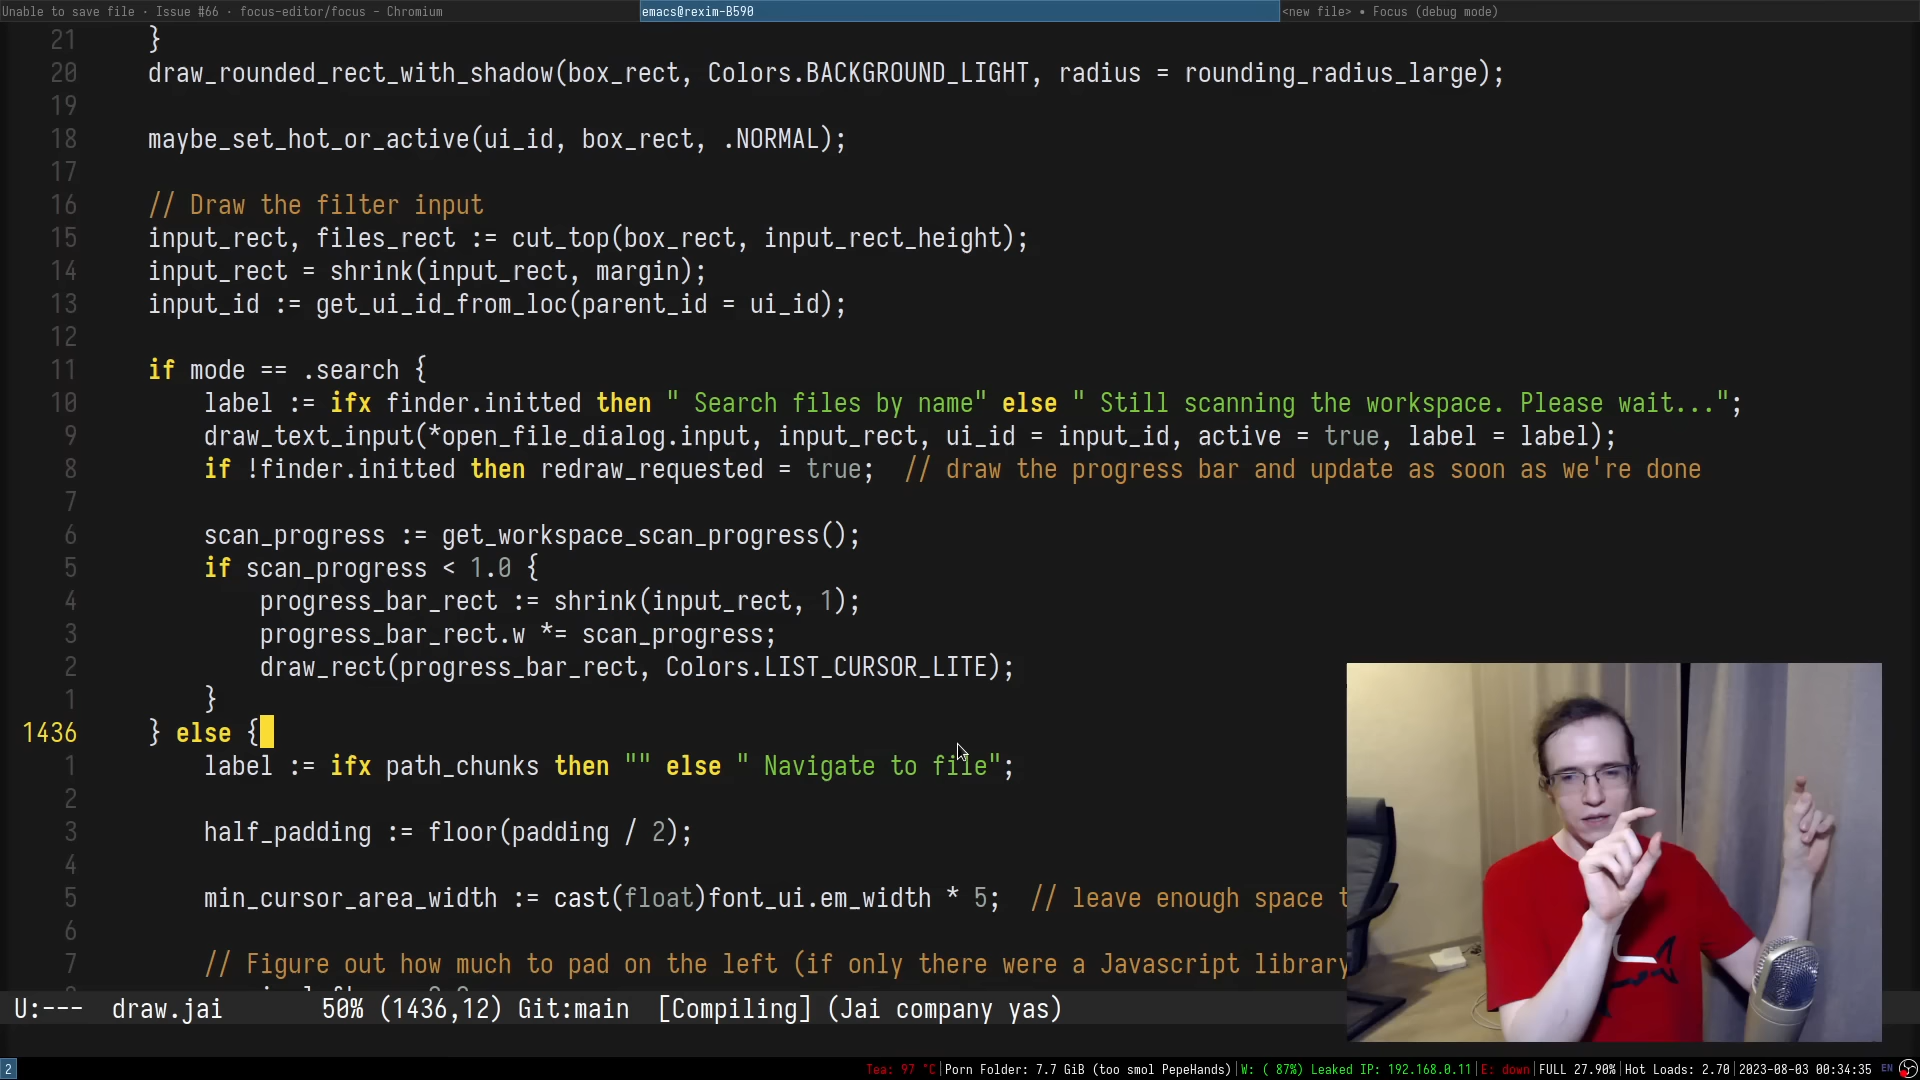 Unable to save file · Issue #66 · focus-editor/focus - Chromium
emacs@rexim-B590
<new file> • Focus (debug mode)
21 }
20 draw_rounded_rect_with_shadow(box_rect, Colors.BACKGROUND_LIGHT, radius = rounding_radius_large);
19
18 maybe_set_hot_or_active(ui_id, box_rect, .NORMAL);
17
16 // Draw the filter input
15 input_rect, files_rect := cut_top(box_rect, input_rect_height);
14 input_rect = shrink(input_rect, margin);
13 input_id := get_ui_id_from_loc(parent_id = ui_id);
12
11 if mode == .search {
10 label := ifx finder.initted then " Search files by name" else " Still scanning the workspace. Please wait...";
9 draw_text_input(*open_file_dialog.input, input_rect, ui_id = input_id, active = true, label = label);
8 if !finder.initted then redraw_requested = true; // draw the progress bar and update as soon as we're done
7
6 scan_progress := get_workspace_scan_progress();
5 if scan_progress < 1.0 {
4 progress_bar_rect := shrink(input_rect, 1);
3 progress_bar_rect.w *= scan_progress;
2 draw_rect(progress_bar_rect, Colors.LIST_CURSOR_LITE);
1 }
1436 } else {
1 label := ifx path_chunks then "" else " Navigate to file";
2
3 half_padding := floor(padding / 2);
4
5 min_cursor_area_width := cast(float)font_ui.em_width * 5; // leave enough space t
6
7 // Figure out how much to pad on the left (if only there were a Javascript library
U:--- draw.jai 50% (1436,12) Git:main [Compiling] (Jai company yas)
2
Tea: 97 °C|Porn Folder: 7.7 GiB (too smol PepeHands)|W: ( 87%) Leaked IP: 192.168.0.11|E: down|FULL 27.90%|Hot Loads: 2.70|2023-08-03 00:34:35 EN